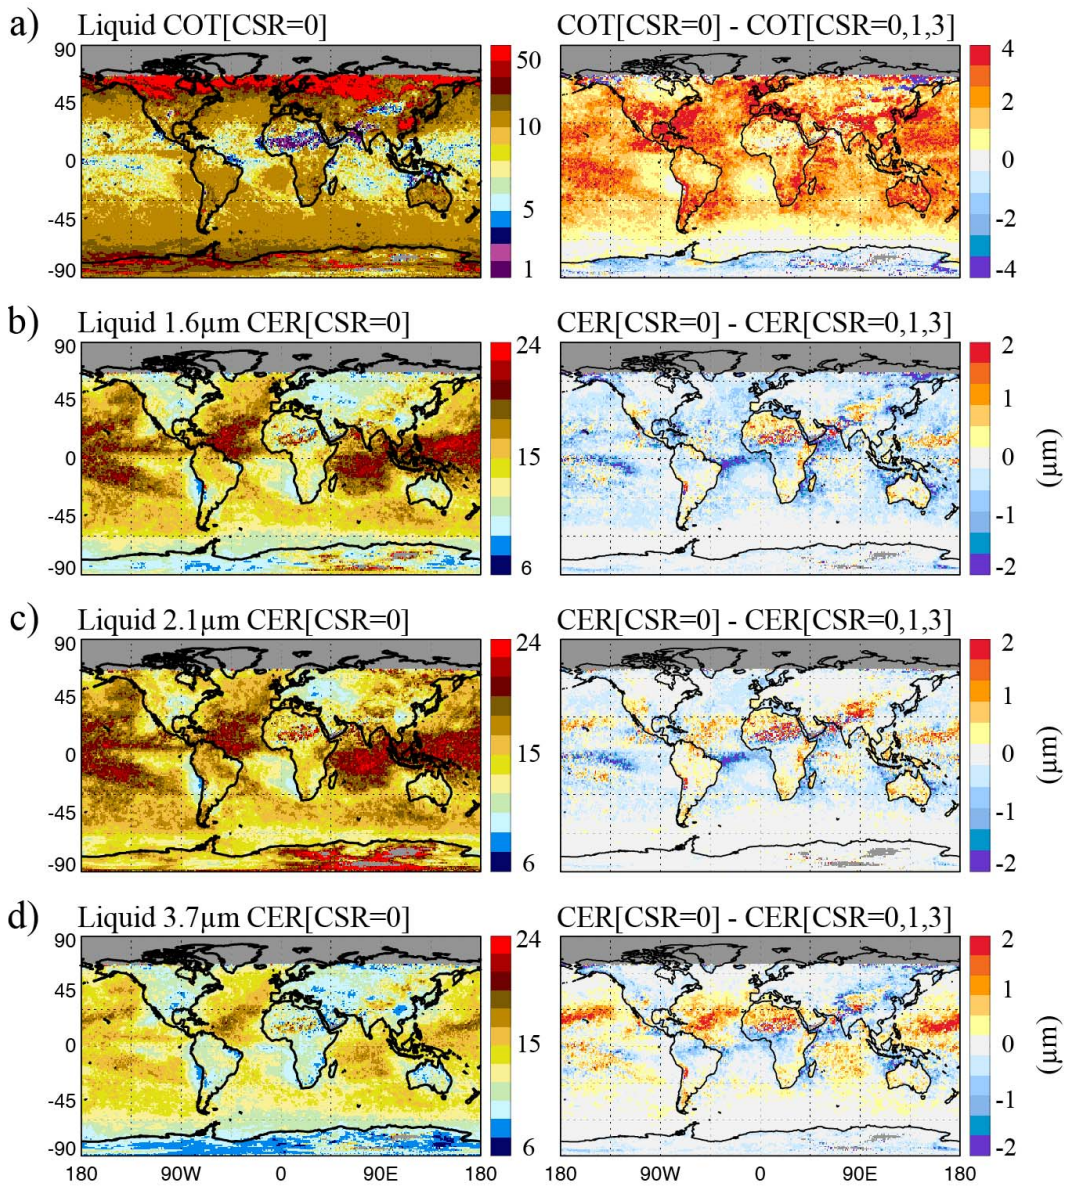 a) Liquid COT[CSR=0] COT[CSR=0] - COT[CSR=0,1,3]
90 50 4
45 2
10
0 0
5
-45 -2
-90 1 -4
b) Liquid 1.6µm CER[CSR=0] CER[CSR=0] - CER[CSR=0,1,3]
90 24 2
45 1
0 15 0 (µm)
-45 -1
-90 6 -2
c) Liquid 2.1µm CER[CSR=0] CER[CSR=0] - CER[CSR=0,1,3]
90 24 2
45 1
0 15 0 (µm)
-45 -1
-90 6 -2
d) Liquid 3.7µm CER[CSR=0] CER[CSR=0] - CER[CSR=0,1,3]
90 24 2
45 1
0 15 0 (µm)
-45 -1
-90 6 -2
180 90W 0 90E 180 90W 0 90E 180